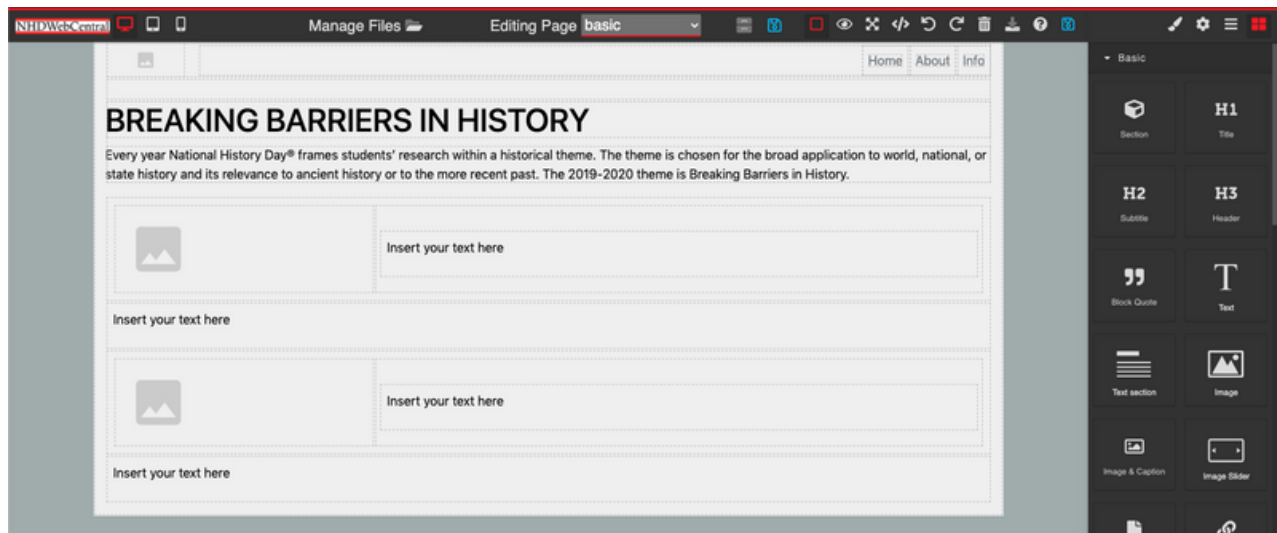 NHDWebCentral Manage Files Editing Page basic
Home About Info
BREAKING BARRIERS IN HISTORY
Every year National History Day® frames students' research within a historical theme. The theme is chosen for the broad application to world, national, or
state history and its relevance to ancient history or to the more recent past. The 2019-2020 theme is Breaking Barriers in History.
Insert your text here
Insert your text here
Insert your text here
Insert your text here
Basic
Section
H1
Title
H2
Subtitle
H3
Header
Block Quote
T
Text
Text section
Image
Image & Caption
Image Slider